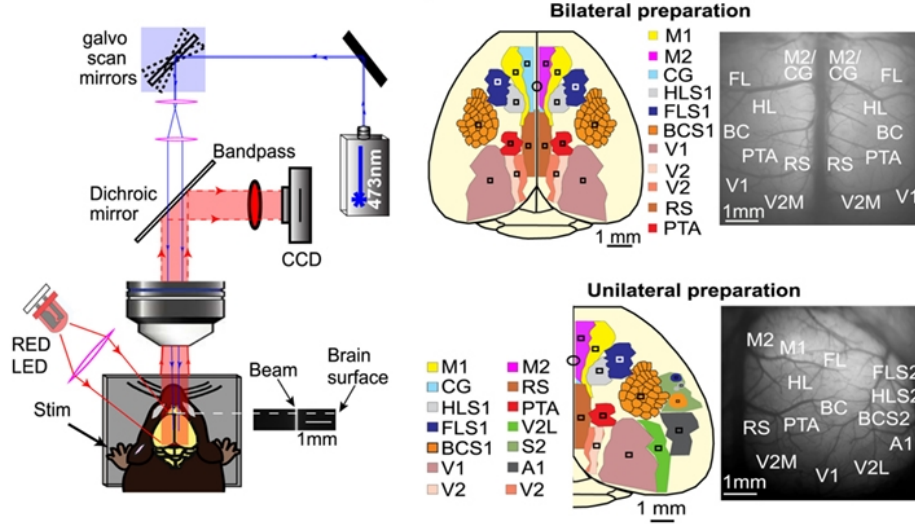 galvo
scan
mirrors
473nm
Bandpass
Dichroic
mirror
CCD
RED
LED
Stim
Beam
Brain
surface
1mm
Bilateral preparation
M1
M2
CG
HLS1
FLS1
BCS1
V1
V2
V2
RS
PTA
1 mm
M2/ M2/
CG CG
FL FL
HL HL
BC BC
PTA RS RS PTA
V1 V1
V2M V2M
1mm
Unilateral preparation
M1 M2
CG RS
HLS1 PTA
FLS1 V2L
BCS1 S2
V1 A1
V2 V2
1 mm
M2
M1
FL
FLS2
HL
HLS2
BC
BCS2
RS PTA
A1
V2M V1 V2L
1mm